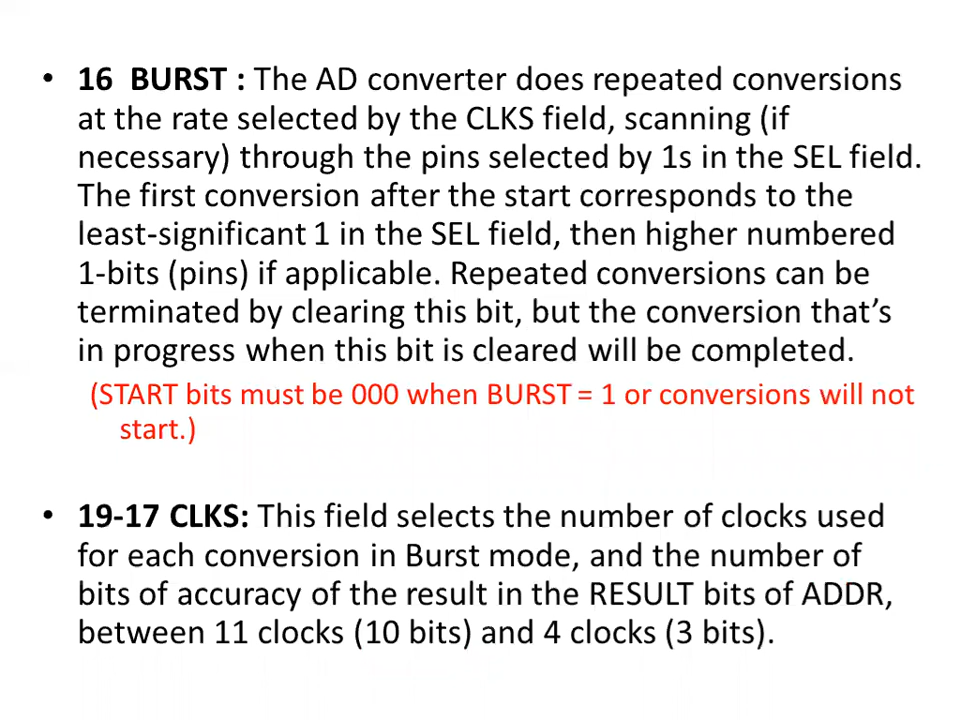 • 16 BURST : The AD converter does repeated conversions
at the rate selected by the CLKS field, scanning (if
necessary) through the pins selected by 1s in the SEL field.
The first conversion after the start corresponds to the
least-significant 1 in the SEL field, then higher numbered
1-bits (pins) if applicable. Repeated conversions can be
terminated by clearing this bit, but the conversion that’s
in progress when this bit is cleared will be completed.
(START bits must be 000 when BURST = 1 or conversions will not
start.)
• 19-17 CLKS: This field selects the number of clocks used
for each conversion in Burst mode, and the number of
bits of accuracy of the result in the RESULT bits of ADDR,
between 11 clocks (10 bits) and 4 clocks (3 bits).